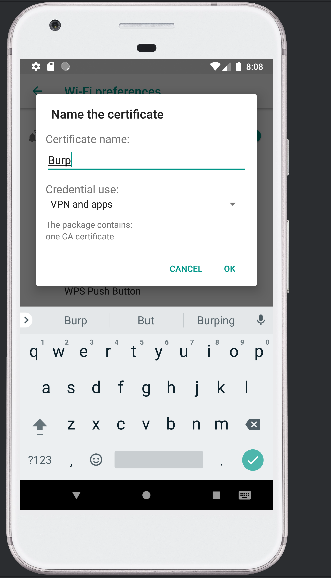 8:08
Wi-Fi preferences
Name the certificate
Certificate name:
Burp
Credential use:
VPN and apps
The package contains:
one CA certificate
CANCEL OK
WPS Push Button
Burp But Burping
1 2 3 4 5 6 7 8 9 0
q w e r t y u i o p
a s d f g h j k l
z x c v b n m
?123 , .